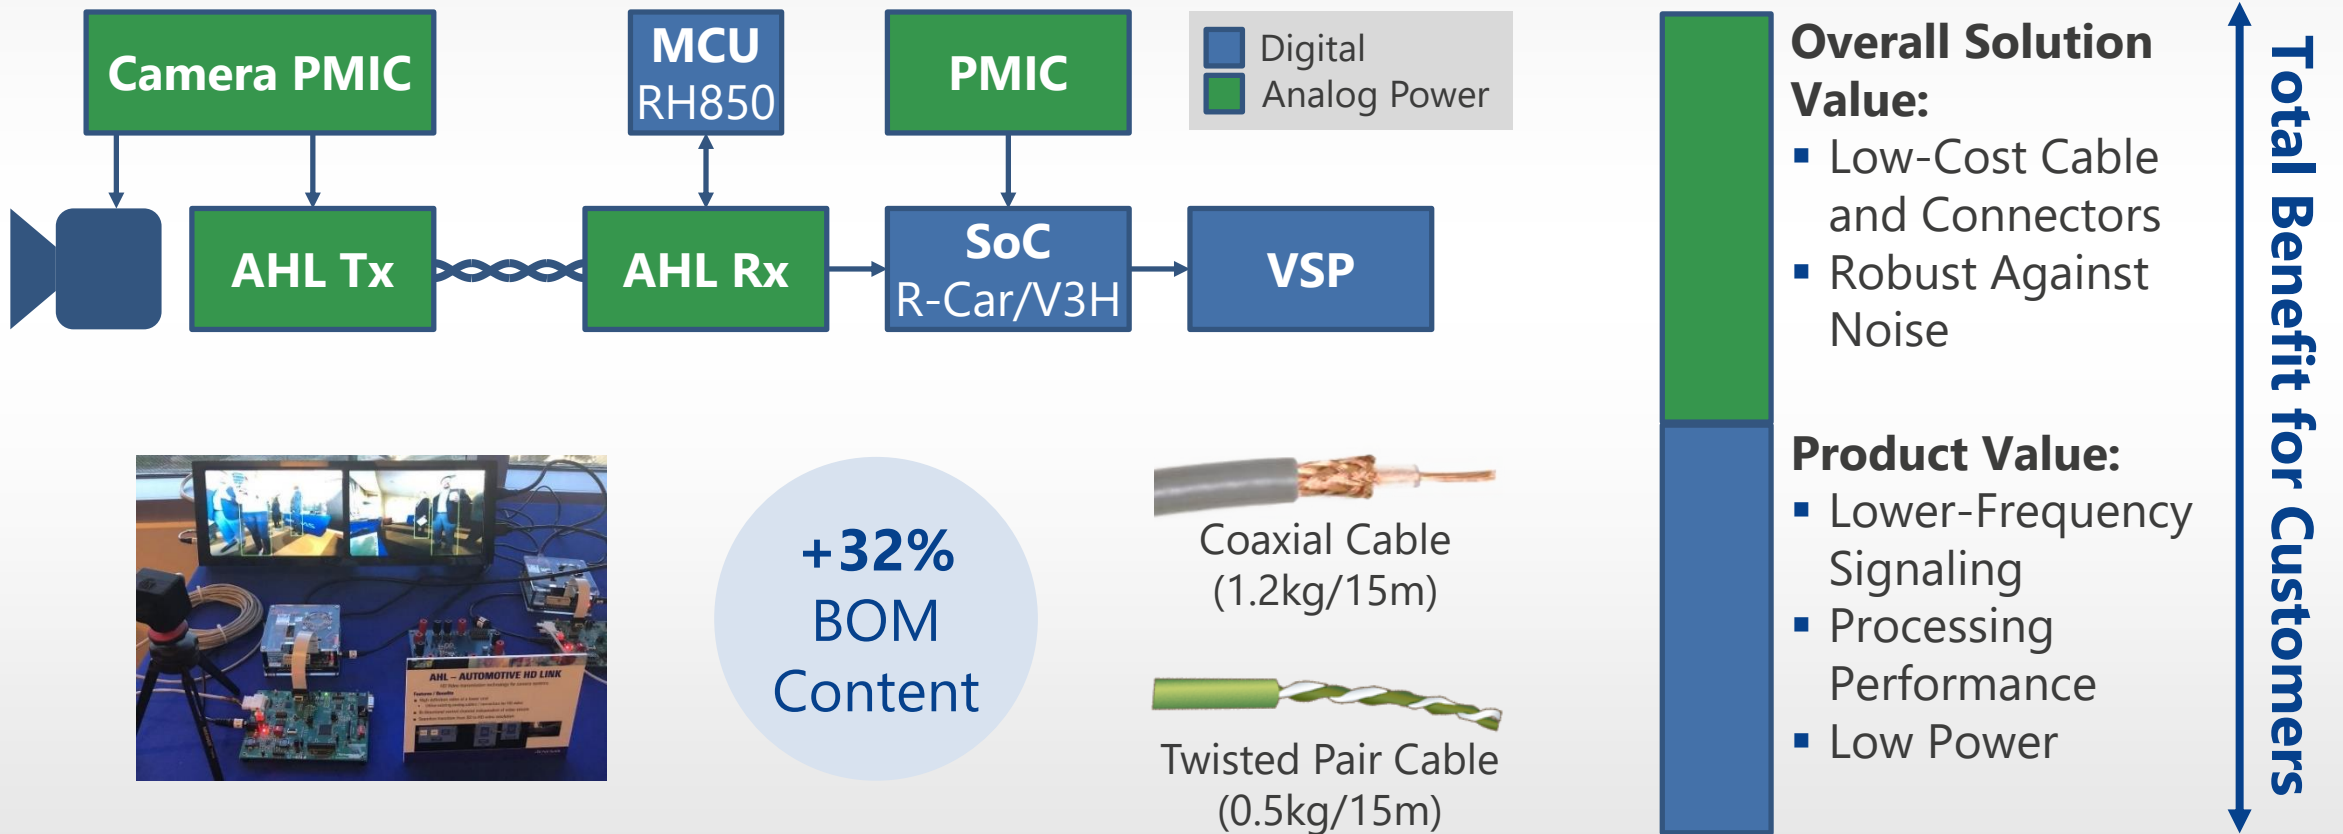 Camera PMIC
MCU
RH850
PMIC
Digital
Analog Power
AHL Tx
AHL Rx
SoC
R-Car/V3H
VSP
Overall Solution
Value:
▪ Low-Cost Cable
and Connectors
▪ Robust Against
Noise
Product Value:
▪ Lower-Frequency
Signaling
▪ Processing
Performance
▪ Low Power
Total Benefit for Customers
AHL – AUTOMOTIVE HD LINK
+32%
BOM
Content
Coaxial Cable
(1.2kg/15m)
Twisted Pair Cable
(0.5kg/15m)